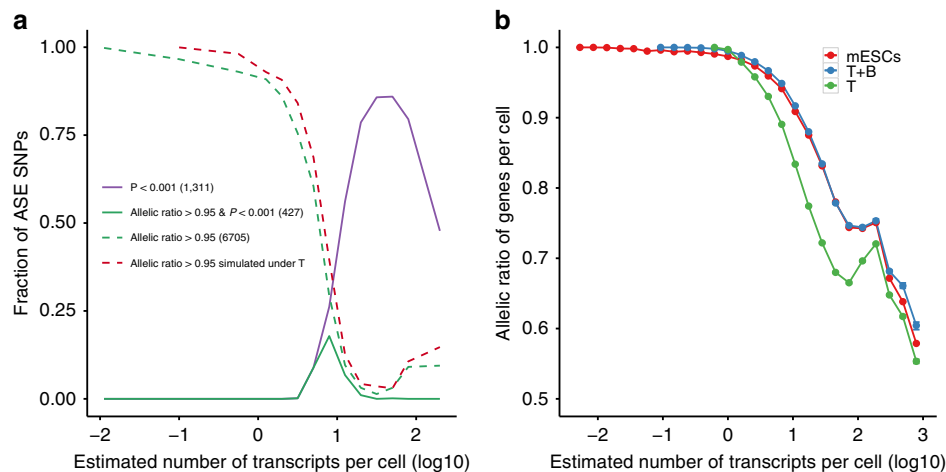 a
Fraction of ASE SNPs
1.00
0.75
0.50
0.25
0.00
P < 0.001 (1,311)
Allelic ratio > 0.95 & P < 0.001 (427)
Allelic ratio > 0.95 (6705)
Allelic ratio > 0.95 simulated under T
−2 −1 0 1 2
Estimated number of transcripts per cell (log10)
b
Allelic ratio of genes per cell
1.0
0.9
0.8
0.7
0.6
0.5
mESCs
T+B
T
−2 −1 0 1 2 3
Estimated number of transcripts per cell (log10)